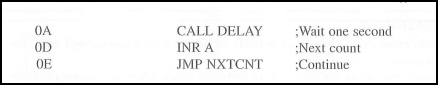 0A CALL DELAY ;Wait one second
0D INR A ;Next count
0E JMP NXTCNT ;Continue